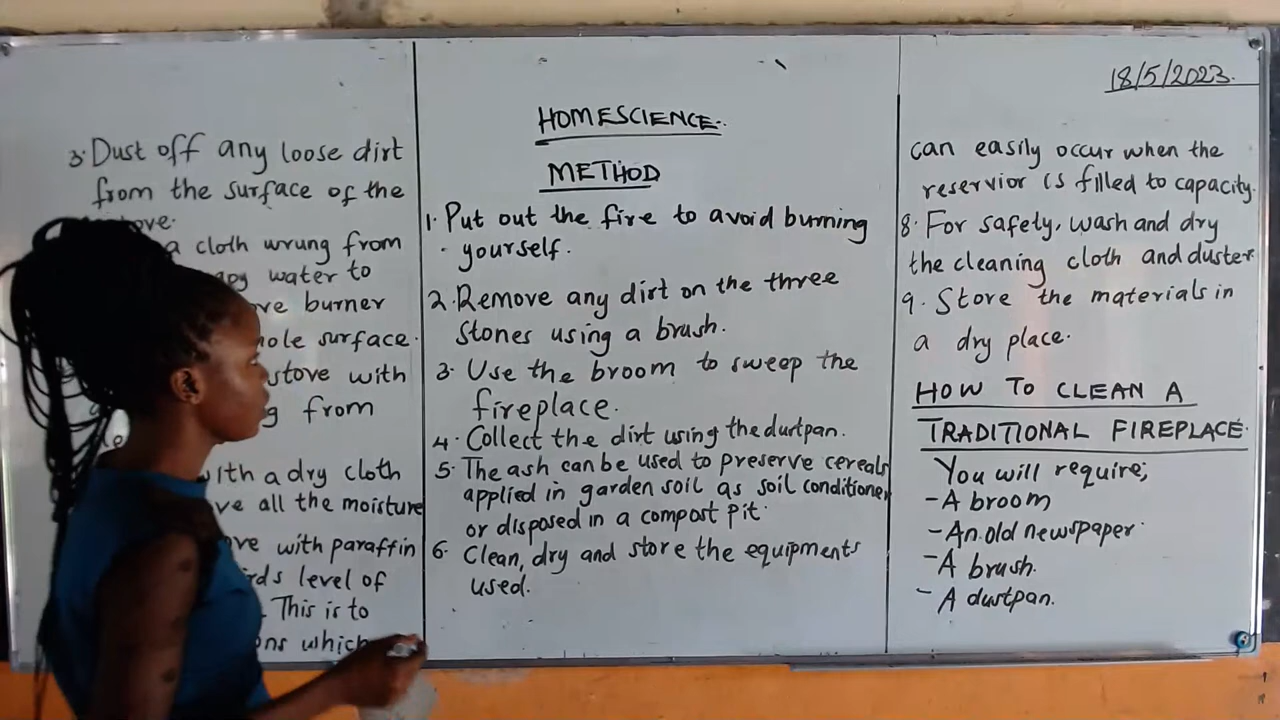 3. Dust off any loose dirt
from the surface of the
a cloth wrung from
water to
burner
surface.
stove with
from
with a dry cloth
all the moisture
with paraffin
level of
This is to
which
HOMESCIENCE.
METHOD
1. Put out the fire to avoid burning
yourself.
2. Remove any dirt on the three
stones using a brush.
3. Use the broom to sweep the
fireplace.
4. Collect the dirt using the dustpan.
5. The ash can be used to preserve cereals
applied in garden soil as soil conditioner
or disposed in a compost pit.
6. Clean, dry and store the equipments
used.
18/5/2023.
can easily occur when the
reservior is filled to capacity.
8. For safety, wash and dry
the cleaning cloth and duster
9. Store the materials in
a dry place.
HOW TO CLEAN A
TRADITIONAL FIREPLACE.
You will require;
- A broom
- An old newspaper
- A brush.
- A dustpan.